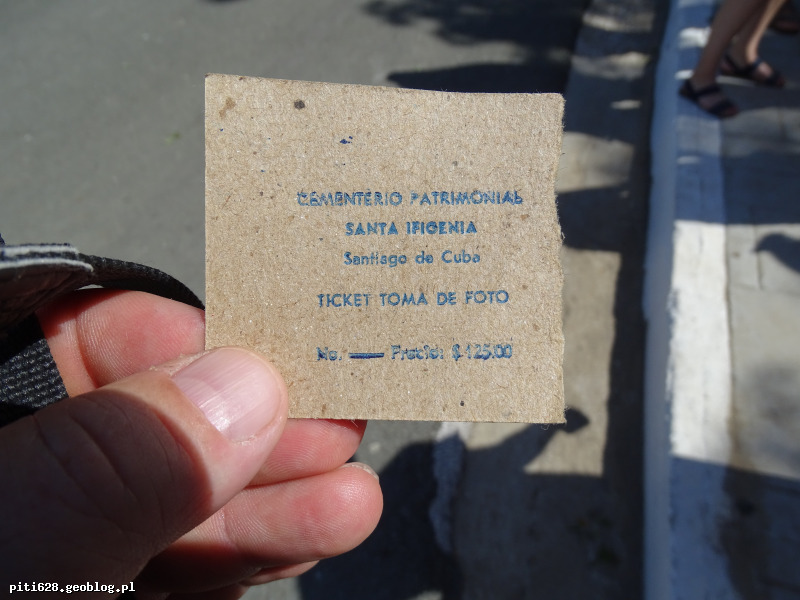 CEMENTERIO PATRIMONIAL
SANTA IFIGENIA
Santiago de Cuba
TICKET TOMA DE FOTO
No. — Precio: $ 125.00
piti628.geoblog.pl